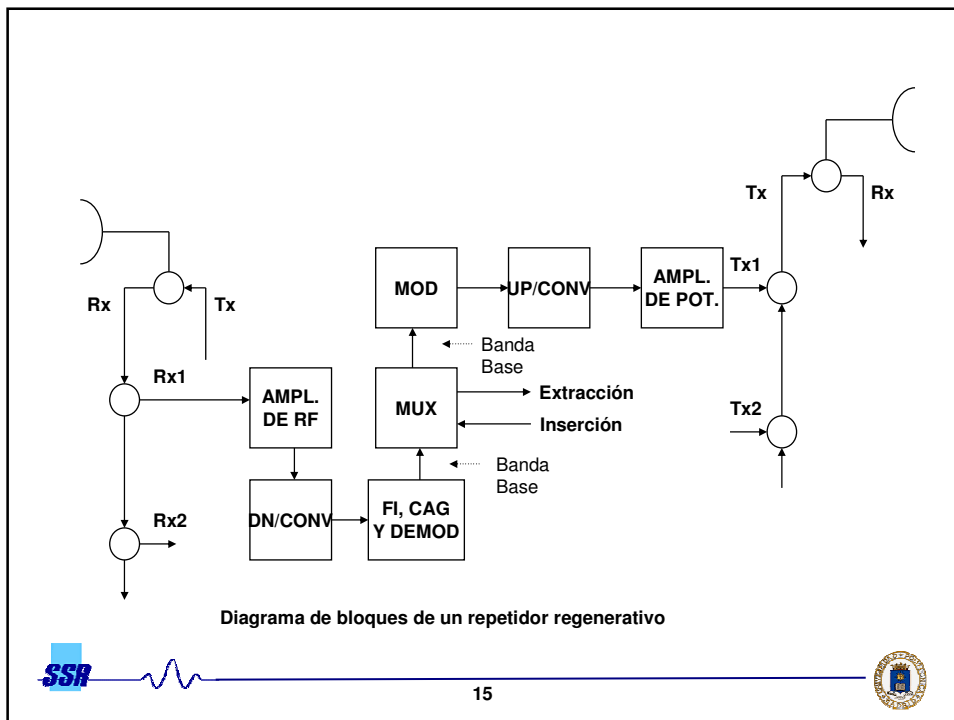 Tx
Rx
Rx
Tx
MOD
UP/CONV
AMPL.
DE POT.
Tx1
Banda
Base
Rx1
AMPL.
DE RF
MUX
Extracción
Inserción
Tx2
Banda
Base
Rx2
DN/CONV
FI, CAG
Y DEMOD
Diagrama de bloques de un repetidor regenerativo
SSR
15